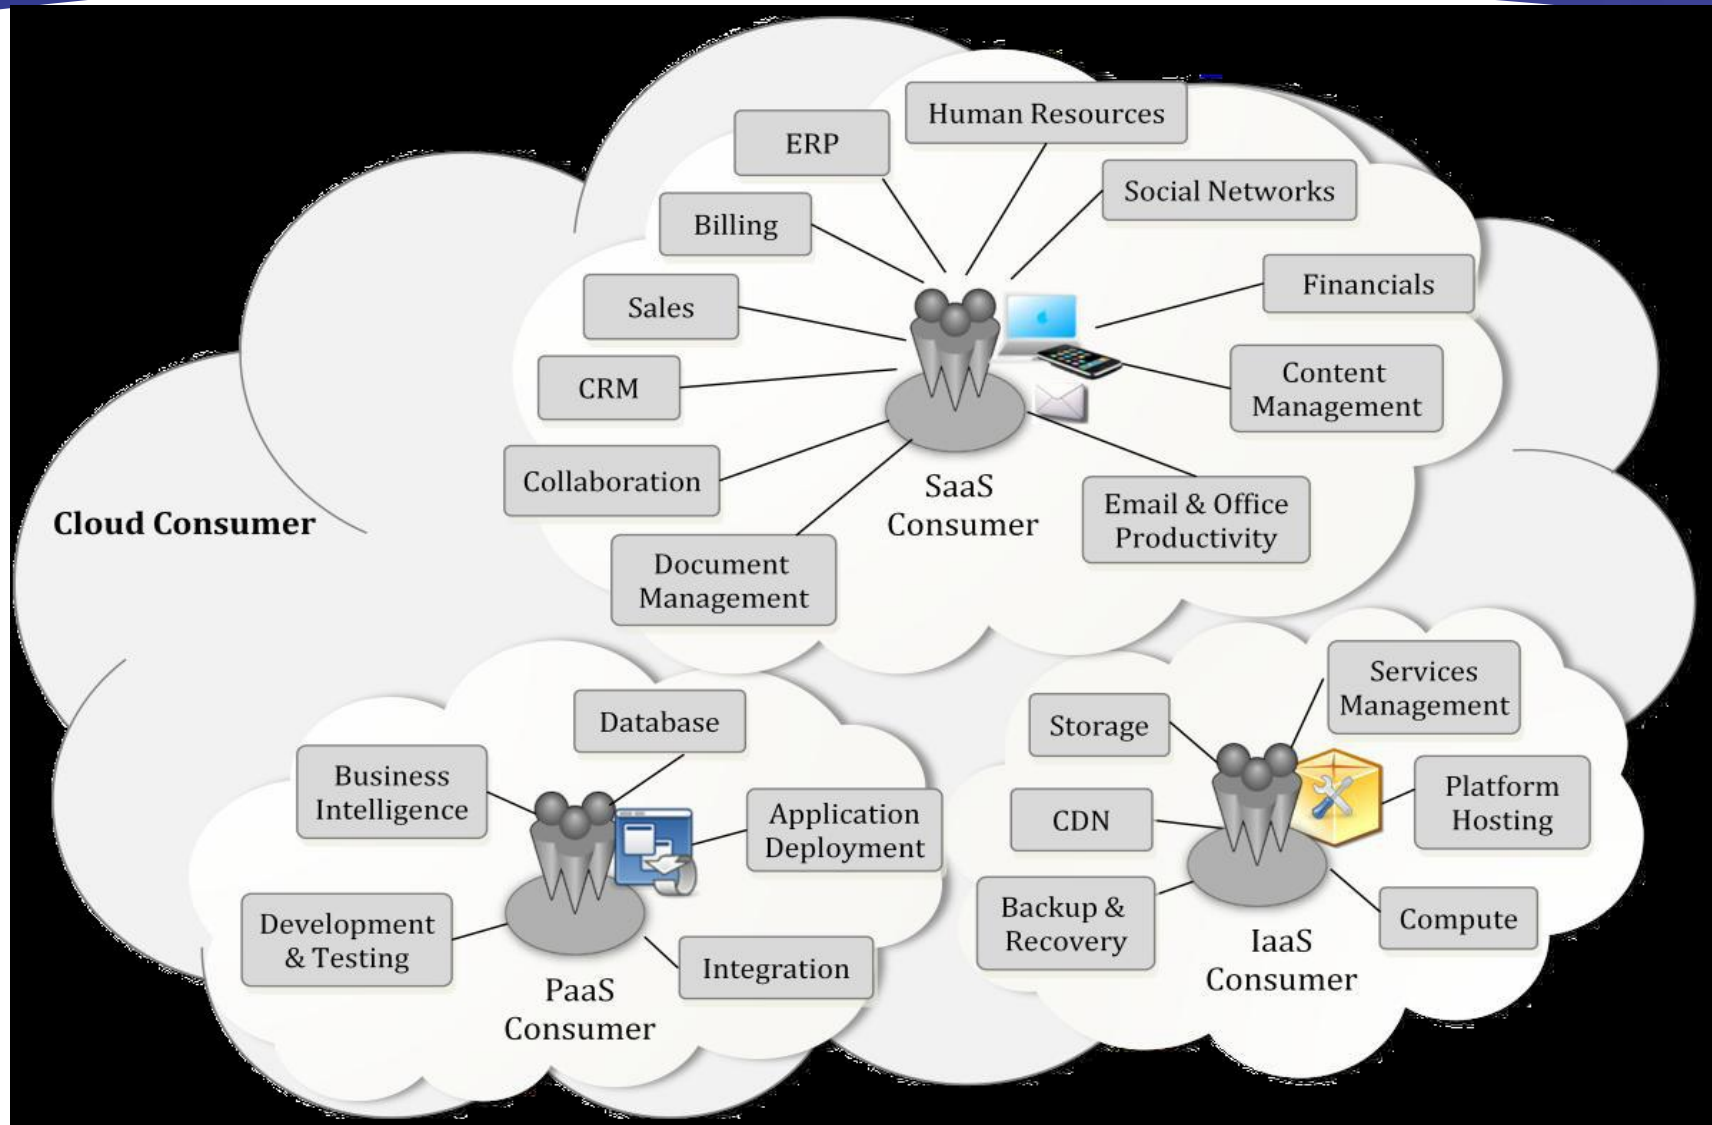 Human Resources
ERP
Social Networks
Billing
Financials
Sales
Content
Management
CRM
Collaboration
SaaS
Consumer
Email & Office
Productivity
Cloud Consumer
Document
Management
Services
Management
Database
Storage
Business
Intelligence
Platform
Hosting
Application
Deployment
CDN
Development
& Testing
Backup &
Recovery
Compute
IaaS
Consumer
Integration
PaaS
Consumer